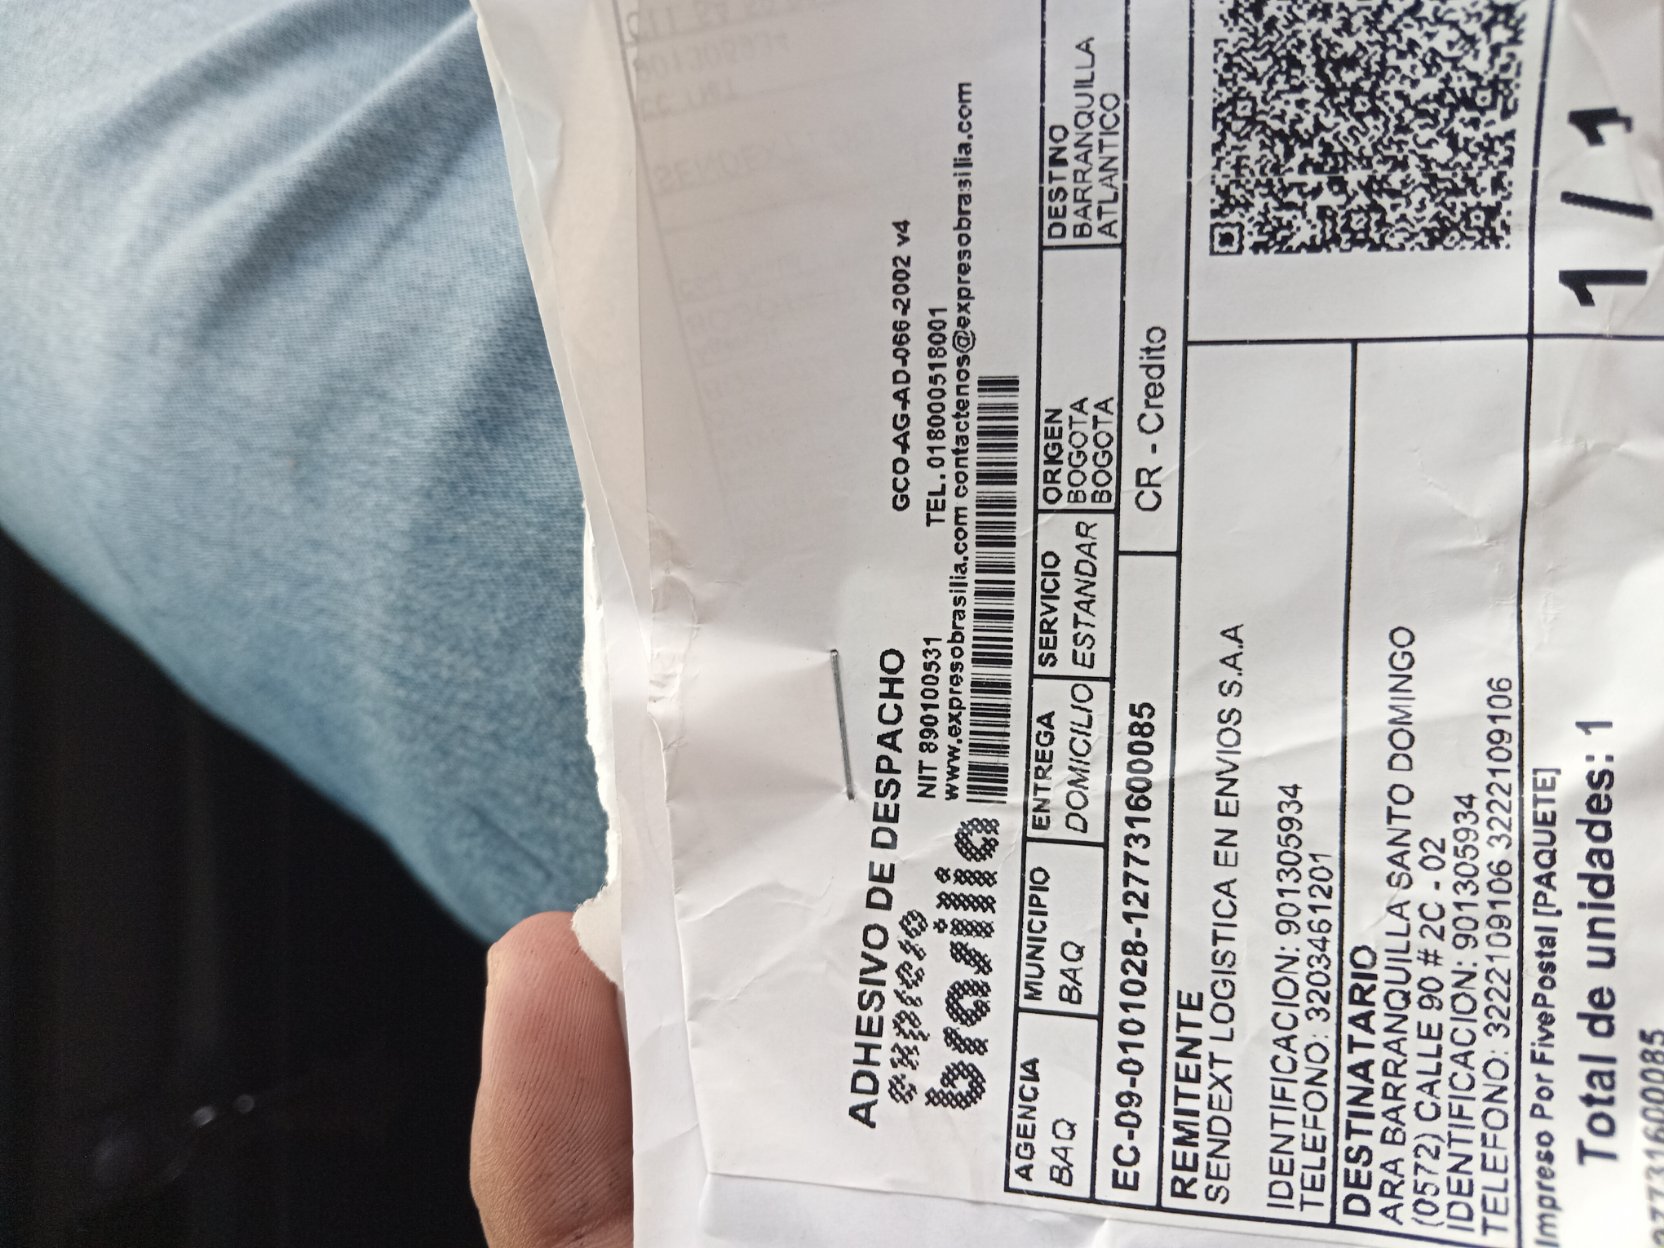 ADHESIVO DE DESPACHO
GCO-AG-AD-066-2002 v4
expreso
brasilia
NIT 890100531 TEL. 018000518001
www.expresobrasilia.com contactenos@expresobrasilia.com
AGENCIA MUNICIPIO ENTREGA SERVICIO ORIGEN DESTINO
BAQ BAQ DOMICILIO ESTANDAR BOGOTA BARRANQUILLA
BOGOTA ATLANTICO
EC-09-0101028-1277731600085 CR - Credito
REMITENTE
SENDEXT LOGISTICA EN ENVIOS S.A.A
IDENTIFICACION: 901305934
TELEFONO: 3203461201
DESTINATARIO
ARA BARRANQUILLA SANTO DOMINGO
(0572) CALLE 90 # 2C - 02
IDENTIFICACION: 901305934
TELEFONO: 3222109106 3222109106
Impreso Por FivePostal [PAQUETE]
Total de unidades: 1 1 / 1